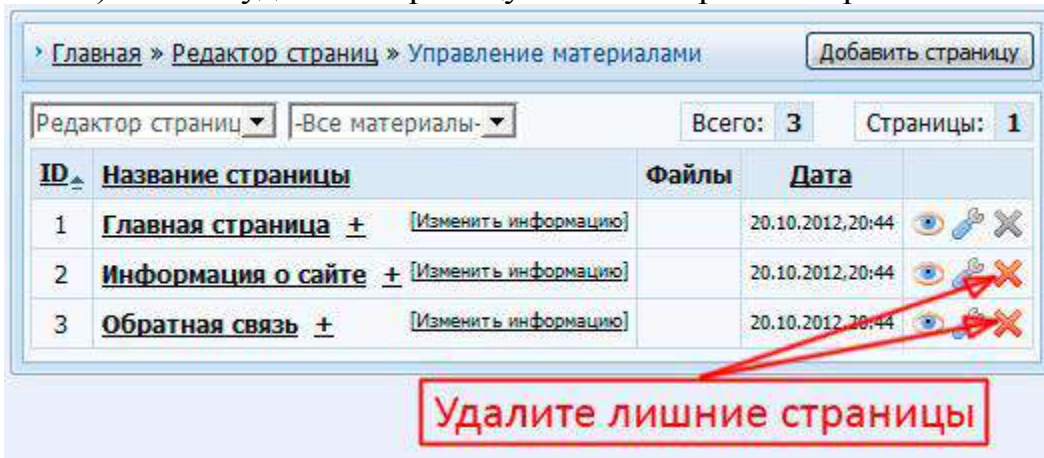 Главная » Редактор страниц » Управление материалами Добавить страницу
Редактор страниц -Все материалы- Всего: 3 Страницы: 1
ID Название страницы Файлы Дата
1 Главная страница + [Изменить информацию] 20.10.2012,20:44
2 Информация о сайте + [Изменить информацию] 20.10.2012,20:44
3 Обратная связь + [Изменить информацию] 20.10.2012,20:44
Удалите лишние страницы